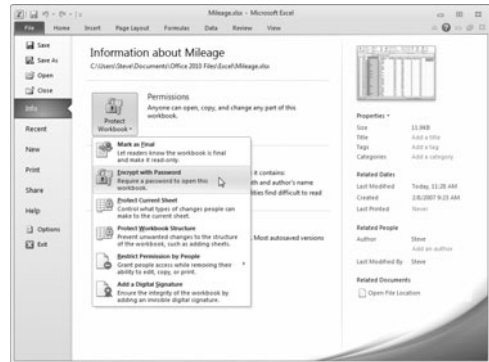 Mileage.xlsx - Microsoft Excel
File Home Insert Page Layout Formulas Data Review View
Save
Save As
Open
Close
Info
Recent
New
Print
Share
Help
Options
Exit
Information about Mileage
C:\Users\Steve\Documents\Office 2010 Files\Excel\Mileage.xlsx
Protect
Workbook
Permissions
Anyone can open, copy, and change any part of this
workbook.
Mark as Final
Let readers know the workbook is final
and make it read-only.
Encrypt with Password
Require a password to open this
workbook.
Protect Current Sheet
Control what types of changes people can
make to the current sheet.
Protect Workbook Structure
Prevent unwanted changes to the structure
of the workbook, such as adding sheets.
Restrict Permission by People
Grant people access while removing their
ability to edit, copy, or print.
Add a Digital Signature
Ensure the integrity of the workbook by
adding an invisible digital signature.
it contains:
th and author's name
ities find difficult to read
Most autosaved versions
Properties
Size 11.9KB
Title Add a title
Tags Add a tag
Categories Add a category
Related Dates
Last Modified Today, 11:28 AM
Created 2/8/2007 9:23 AM
Last Printed Never
Related People
Author Steve
Add an author
Last Modified By Steve
Related Documents
Open File Location